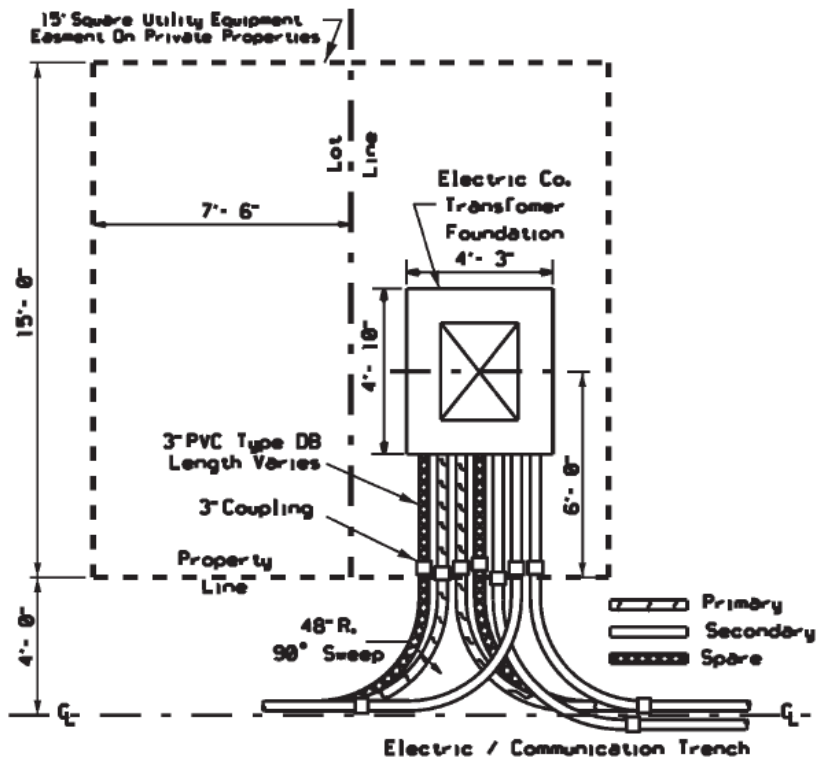 15" Square Utility Equipment
Easment On Private Properties
Lot
Line
Electric Co.
Transfomer
Foundation
7'- 6"
4'- 3"
15'- 0"
4'- 10"
3" PVC Type DB
Length Varies
6'- 0"
3" Coupling
Property
Line
4'- 0"
48" R.
90° Sweep
Primary
Secondary
Spare
CL
CL
Electric / Communication Trench